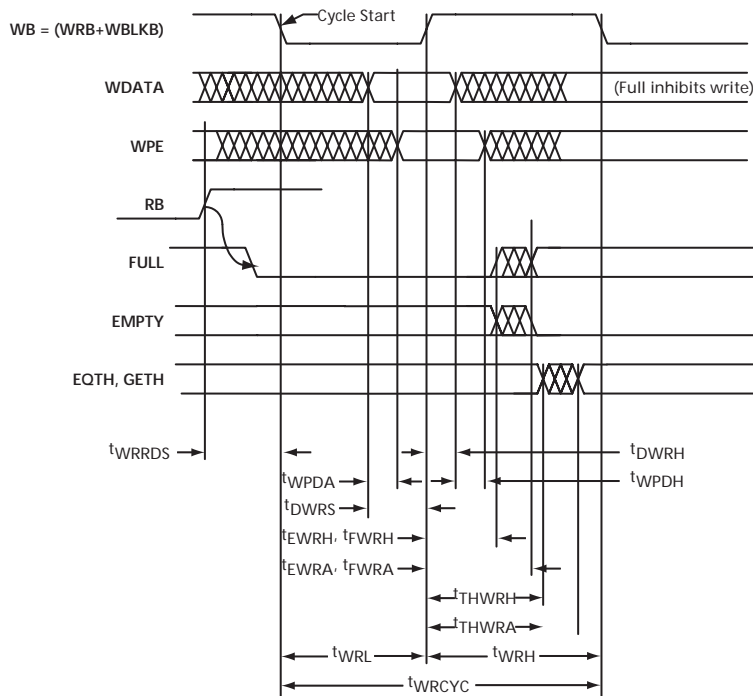 Cycle Start
WB = (WRB+WBLKB)
WDATA
(Full inhibits write)
WPE
RB
FULL
EMPTY
EQTH, GETH
tWRRDS
tDWRH
tWPDA
tWPDH
tDWRS
tEWRH, tFWRH
tEWRA, tFWRA
tTHWRH
tTHWRA
tWRL
tWRH
tWRCYC